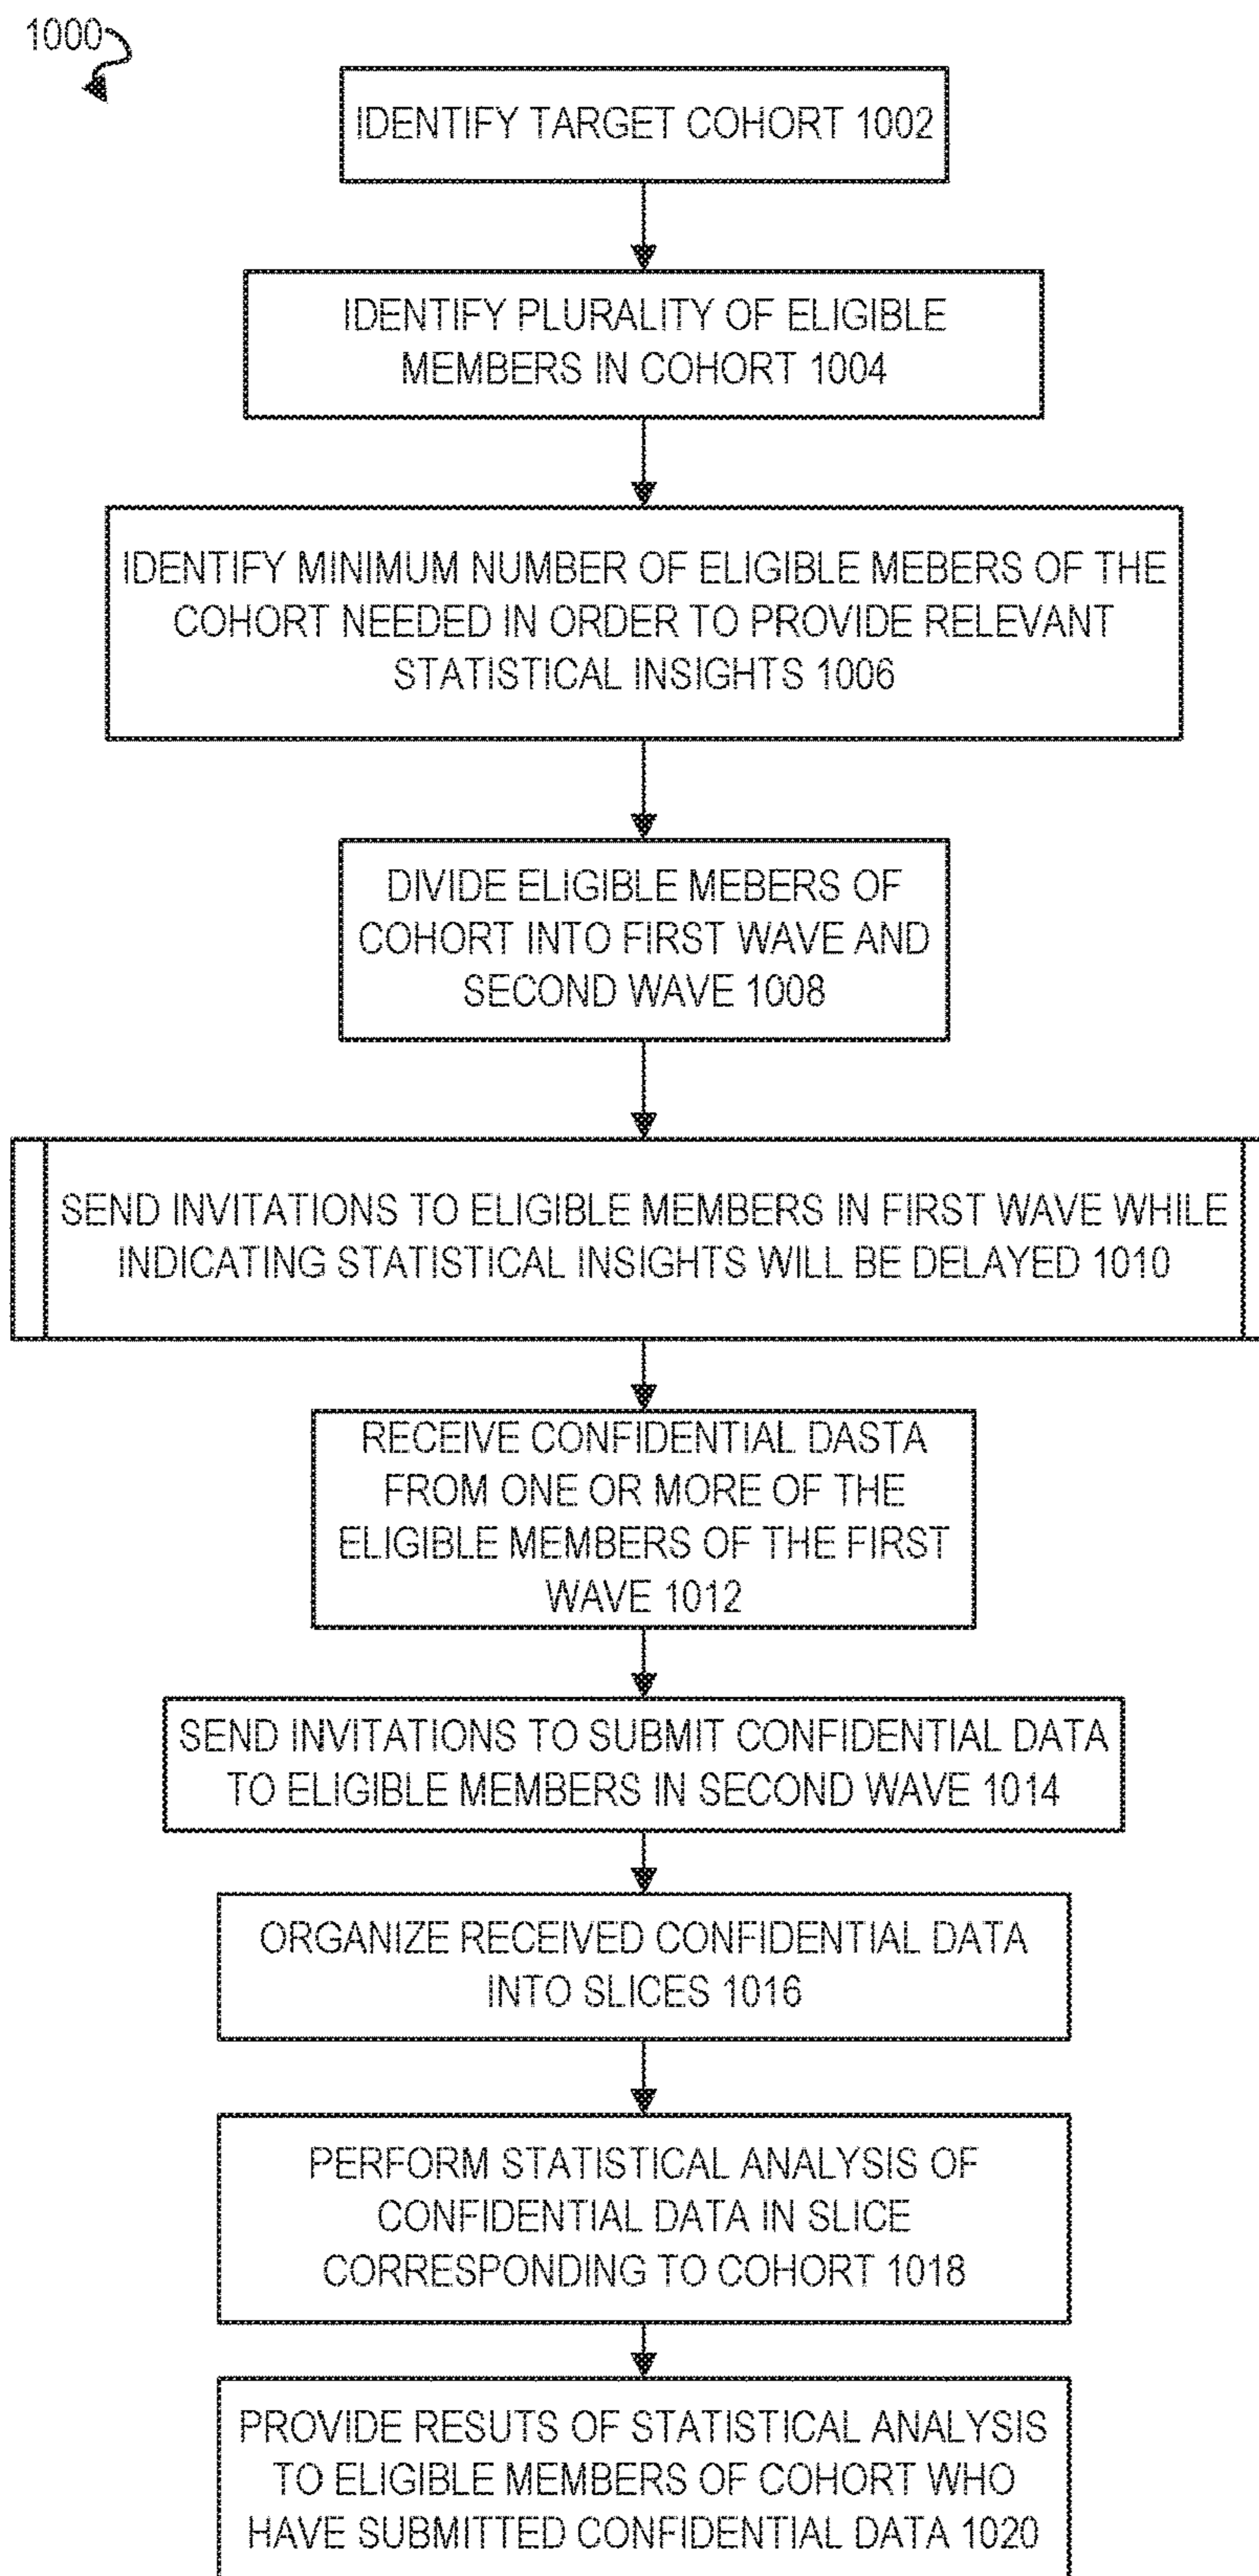 1000
IDENTIFY TARGET COHORT 1002
IDENTIFY PLURALITY OF ELIGIBLE
MEMBERS IN COHORT 1004
IDENTIFY MINIMUM NUMBER OF ELIGIBLE MEBERS OF THE
COHORT NEEDED IN ORDER TO PROVIDE RELEVANT
STATISTICAL INSIGHTS 1006
DIVIDE ELIGIBLE MEBERS OF
COHORT INTO FIRST WAVE AND
SECOND WAVE 1008
SEND INVITATIONS TO ELIGIBLE MEMBERS IN FIRST WAVE WHILE
INDICATING STATISTICAL INSIGHTS WILL BE DELAYED 1010
RECEIVE CONFIDENTIAL DASTA
FROM ONE OR MORE OF THE
ELIGIBLE MEMBERS OF THE FIRST
WAVE 1012
SEND INVITATIONS TO SUBMIT CONFIDENTIAL DATA
TO ELIGIBLE MEMBERS IN SECOND WAVE 1014
ORGANIZE RECEIVED CONFIDENTIAL DATA
INTO SLICES 1016
PERFORM STATISTICAL ANALYSIS OF
CONFIDENTIAL DATA IN SLICE
CORRESPONDING TO COHORT 1018
PROVIDE RESUTS OF STATISTICAL ANALYSIS
TO ELIGIBLE MEMBERS OF COHORT WHO
HAVE SUBMITTED CONFIDENTIAL DATA 1020